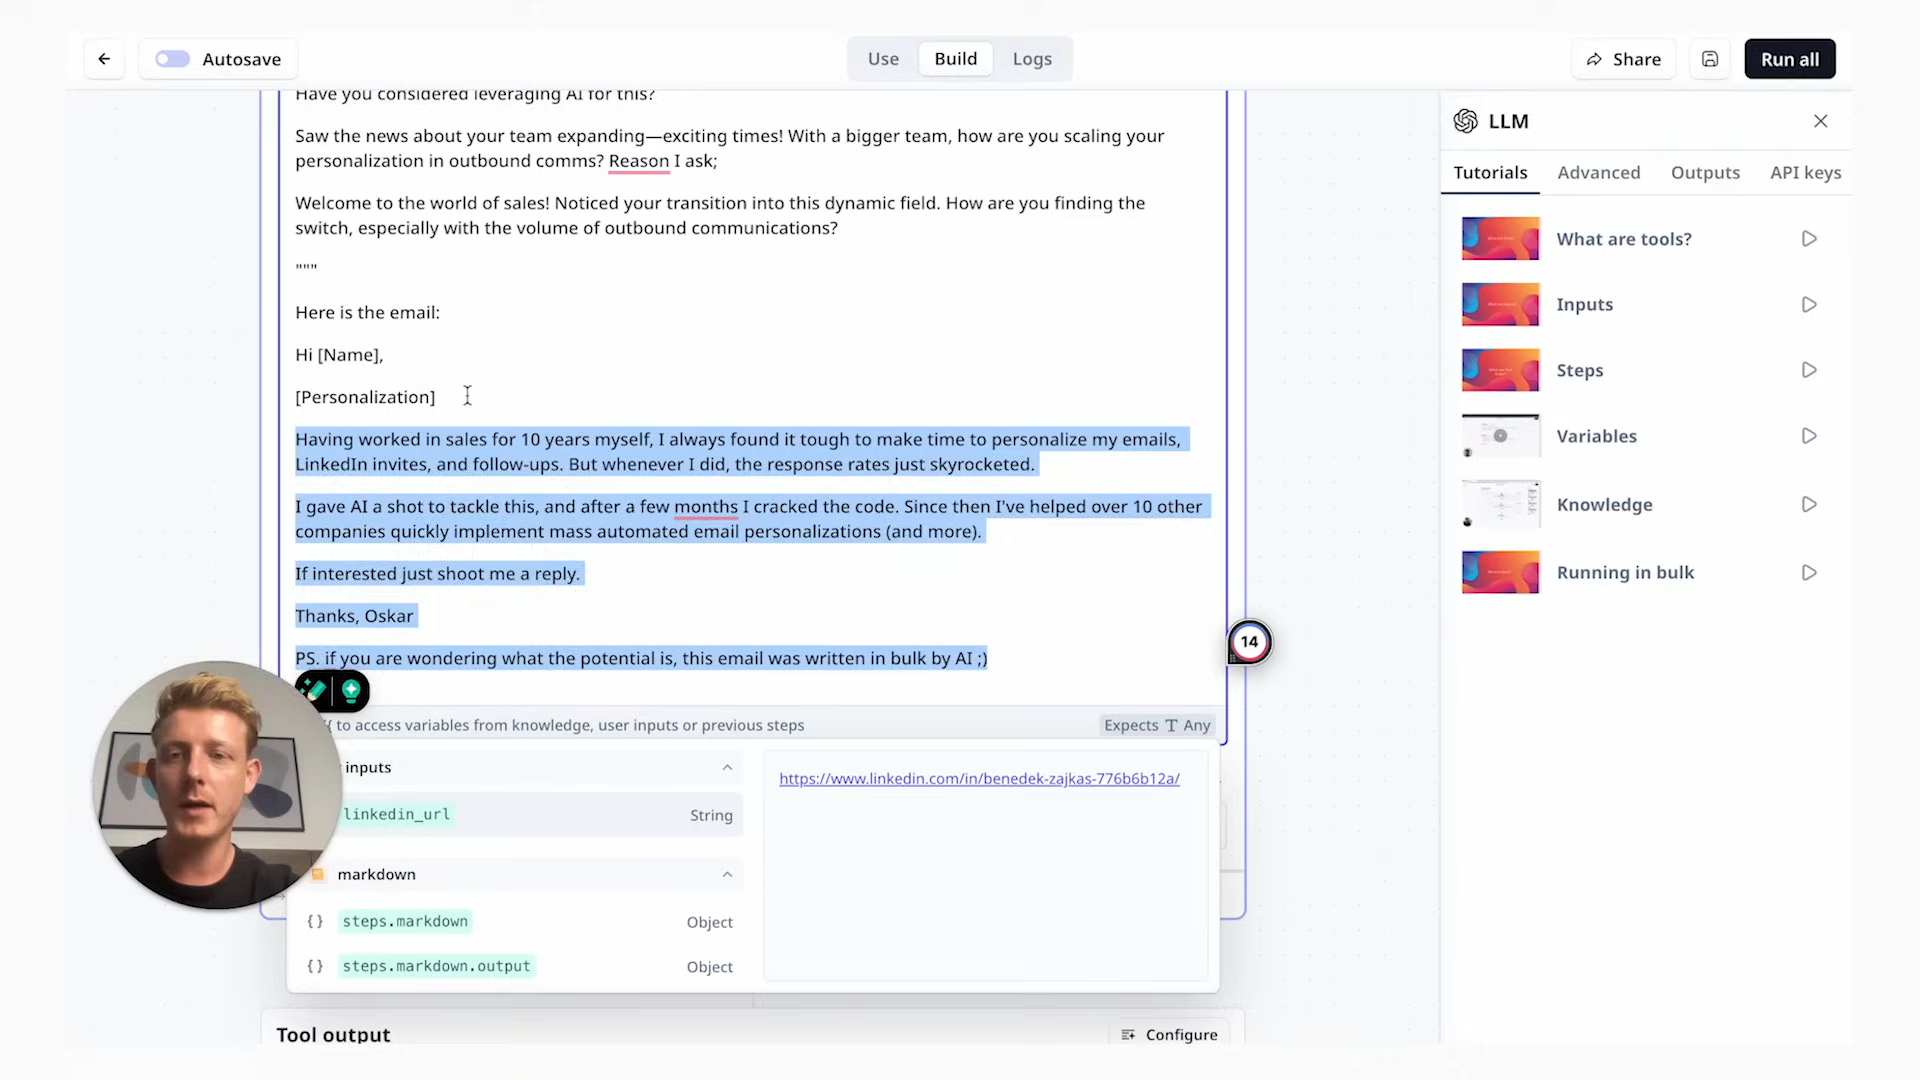 Autosave
Use
Build
Logs
Share
Run all
Have you considered leveraging AI for this?
Saw the news about your team expanding—exciting times! With a bigger team, how are you scaling your
personalization in outbound comms? Reason I ask;
Welcome to the world of sales! Noticed your transition into this dynamic field. How are you finding the
switch, especially with the volume of outbound communications?
"""
Here is the email:
Hi [Name],
[Personalization]
Having worked in sales for 10 years myself, I always found it tough to make time to personalize my emails,
LinkedIn invites, and follow-ups. But whenever I did, the response rates just skyrocketed.
I gave AI a shot to tackle this, and after a few months I cracked the code. Since then I've helped over 10 other
companies quickly implement mass automated email personalizations (and more).
If interested just shoot me a reply.
Thanks, Oskar
PS. if you are wondering what the potential is, this email was written in bulk by AI ;)
14
to access variables from knowledge, user inputs or previous steps
Expects T Any
inputs
linkedin_url
String
https://www.linkedin.com/in/benedek-zajkas-776b6b12a/
markdown
{} steps.markdown
Object
{} steps.markdown.output
Object
Tool output
Configure
LLM
Tutorials
Advanced
Outputs
API keys
What are tools?
Inputs
Steps
Variables
Knowledge
Running in bulk